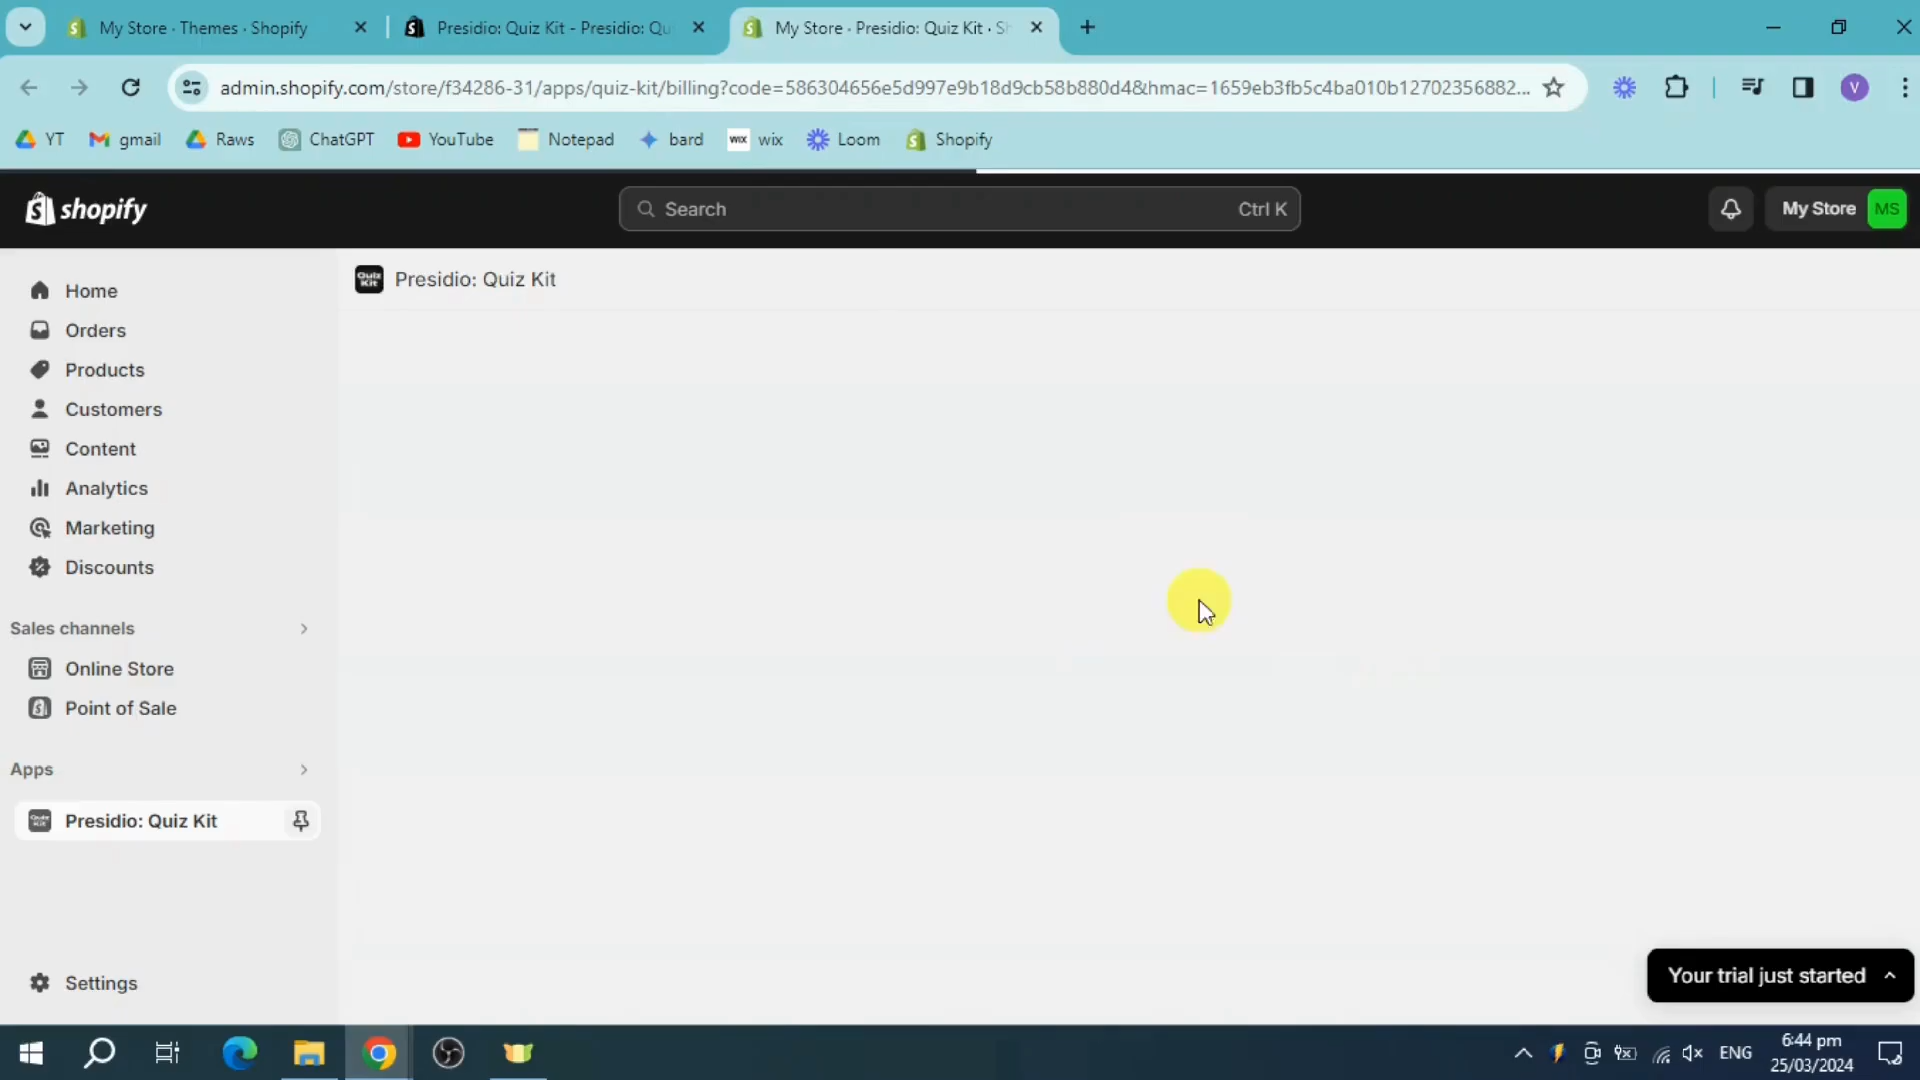 My Store · Themes · Shopify
Presidio: Quiz Kit - Presidio: Qu
My Store · Presidio: Quiz Kit · Sh
admin.shopify.com/store/f34286-31/apps/quiz-kit/billing?code=586304656e5d997e9b18d9cb58b880d4&hmac=1659eb3fb5c4ba010b12702356882...
V
YT
gmail
Raws
ChatGPT
YouTube
Notepad
bard
WIX wix
Loom
Shopify
shopify
Search
Ctrl K
My Store
MS
Quiz Kit
Presidio: Quiz Kit
Home
Orders
Products
Customers
Content
Analytics
Marketing
Discounts
Sales channels
Online Store
Point of Sale
Apps
Presidio: Quiz Kit
Settings
Your trial just started
ENG
6:44 pm
25/03/2024